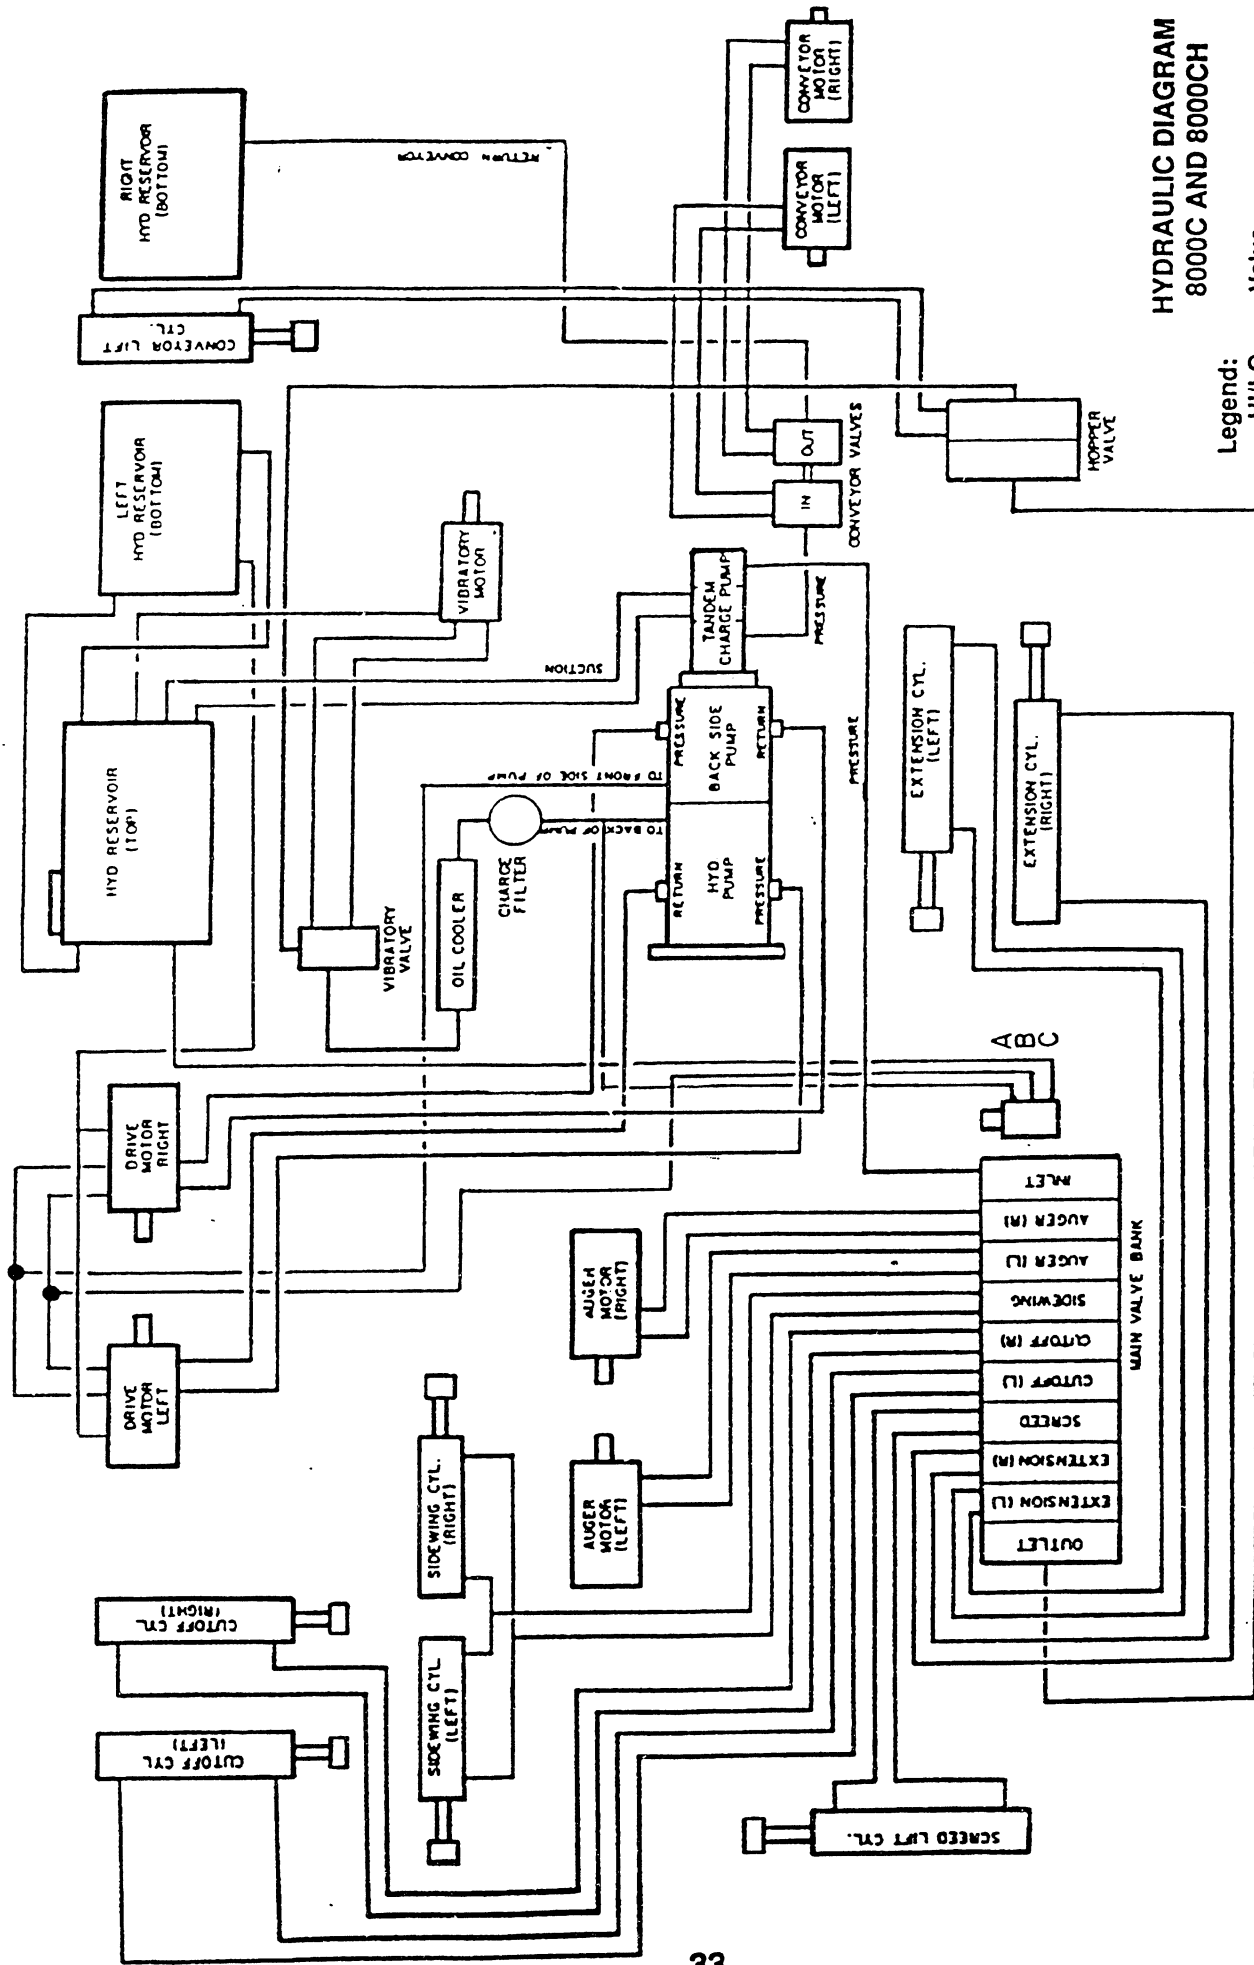 HYDRAULIC DIAGRAM
8000C AND 8000CH
Legend:
RIGHT
HYD RESERVOIR
(BOTTOM)
RETURN CONVEYOR
CONVEYOR
MOTOR
(RIGHT)
CONVEYOR
MOTOR
(LEFT)
CONVEYOR LIFT
CYL.
LEFT
HYD RESERVOIR
(BOTTOM)
VIBRATORY
MOTOR
OUT
IN
CONVEYOR VALVES
HOPPER
VALVE
HYD RESERVOIR
(TOP)
SUCTION
TANDEM
CHARGE PUMP
PRESSURE
PRESSURE
PRESSURE
BACK SIDE
PUMP
RETURN
TO FRONT SIDE OF PUMP
TO BACK OF PUMP
RETURN
HYD
PUMP
PRESSURE
CHARGE
FILTER
OIL COOLER
VIBRATORY
VALVE
EXTENSION CYL.
(LEFT)
EXTENSION CYL.
(RIGHT)
A
B
C
DRIVE
MOTOR
RIGHT
DRIVE
MOTOR
LEFT
AUGER
MOTOR
(RIGHT)
AUGER
MOTOR
(LEFT)
SIDEWING CYL.
(RIGHT)
SIDEWING CYL
(LEFT)
CUTOFF CYL
(RIGHT)
CUTOFF CYL
(LEFT)
SCREED LIFT CYL.
INLET
AUGER (R)
AUGER (L)
SIDEWING
CUTOFF (R)
CUTOFF (L)
SCREED
EXTENSION (R)
EXTENSION (L)
OUTLET
MAIN VALVE BANK
33